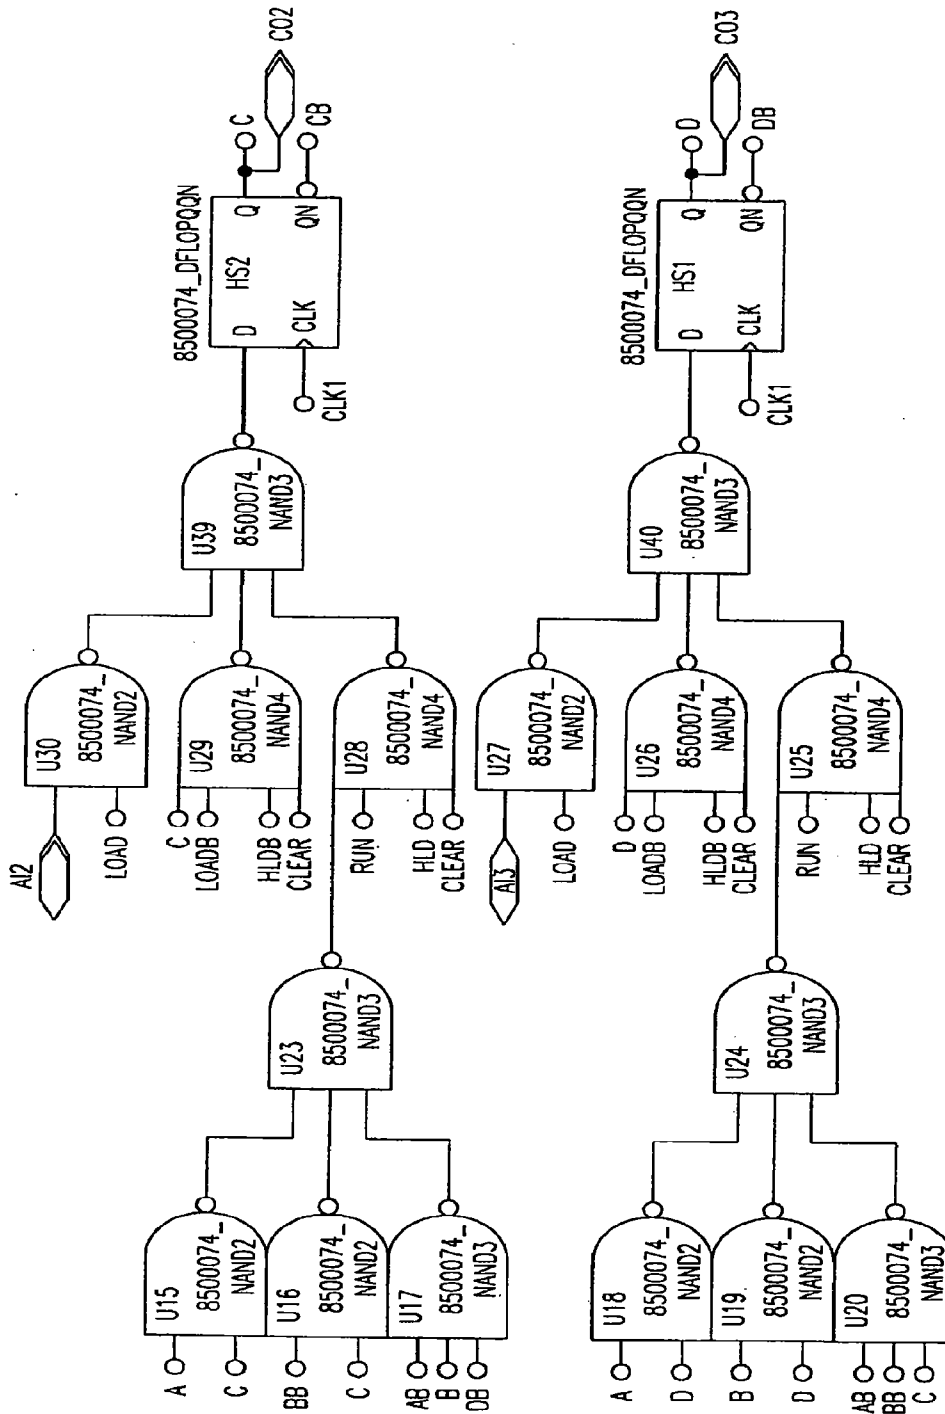 A
C
BB
C
AB
B
DB
U15
8500074_
NAND2
U16
8500074_
NAND2
U17
8500074_
NAND3
U23
8500074_
NAND3
AI2
LOAD
C
LOADB
HLDB
CLEAR
RUN
HLD
CLEAR
U30
8500074_
NAND2
U29
8500074_
NAND4
U28
8500074_
NAND4
U39
8500074_
NAND3
8500074_DFLOPQQN
D
HS2
Q
CLK
QN
CLK1
C
CO2
CB
A
D
B
D
AB
BB
C
U18
8500074_
NAND2
U19
8500074_
NAND2
U20
8500074_
NAND3
U24
8500074_
NAND3
AI3
LOAD
D
LOADB
HLDB
CLEAR
RUN
HLD
CLEAR
U27
8500074_
NAND2
U26
8500074_
NAND4
U25
8500074_
NAND4
U40
8500074_
NAND3
8500074_DFLOPQQN
D
HS1
Q
CLK
QN
CLK1
D
CO3
DB